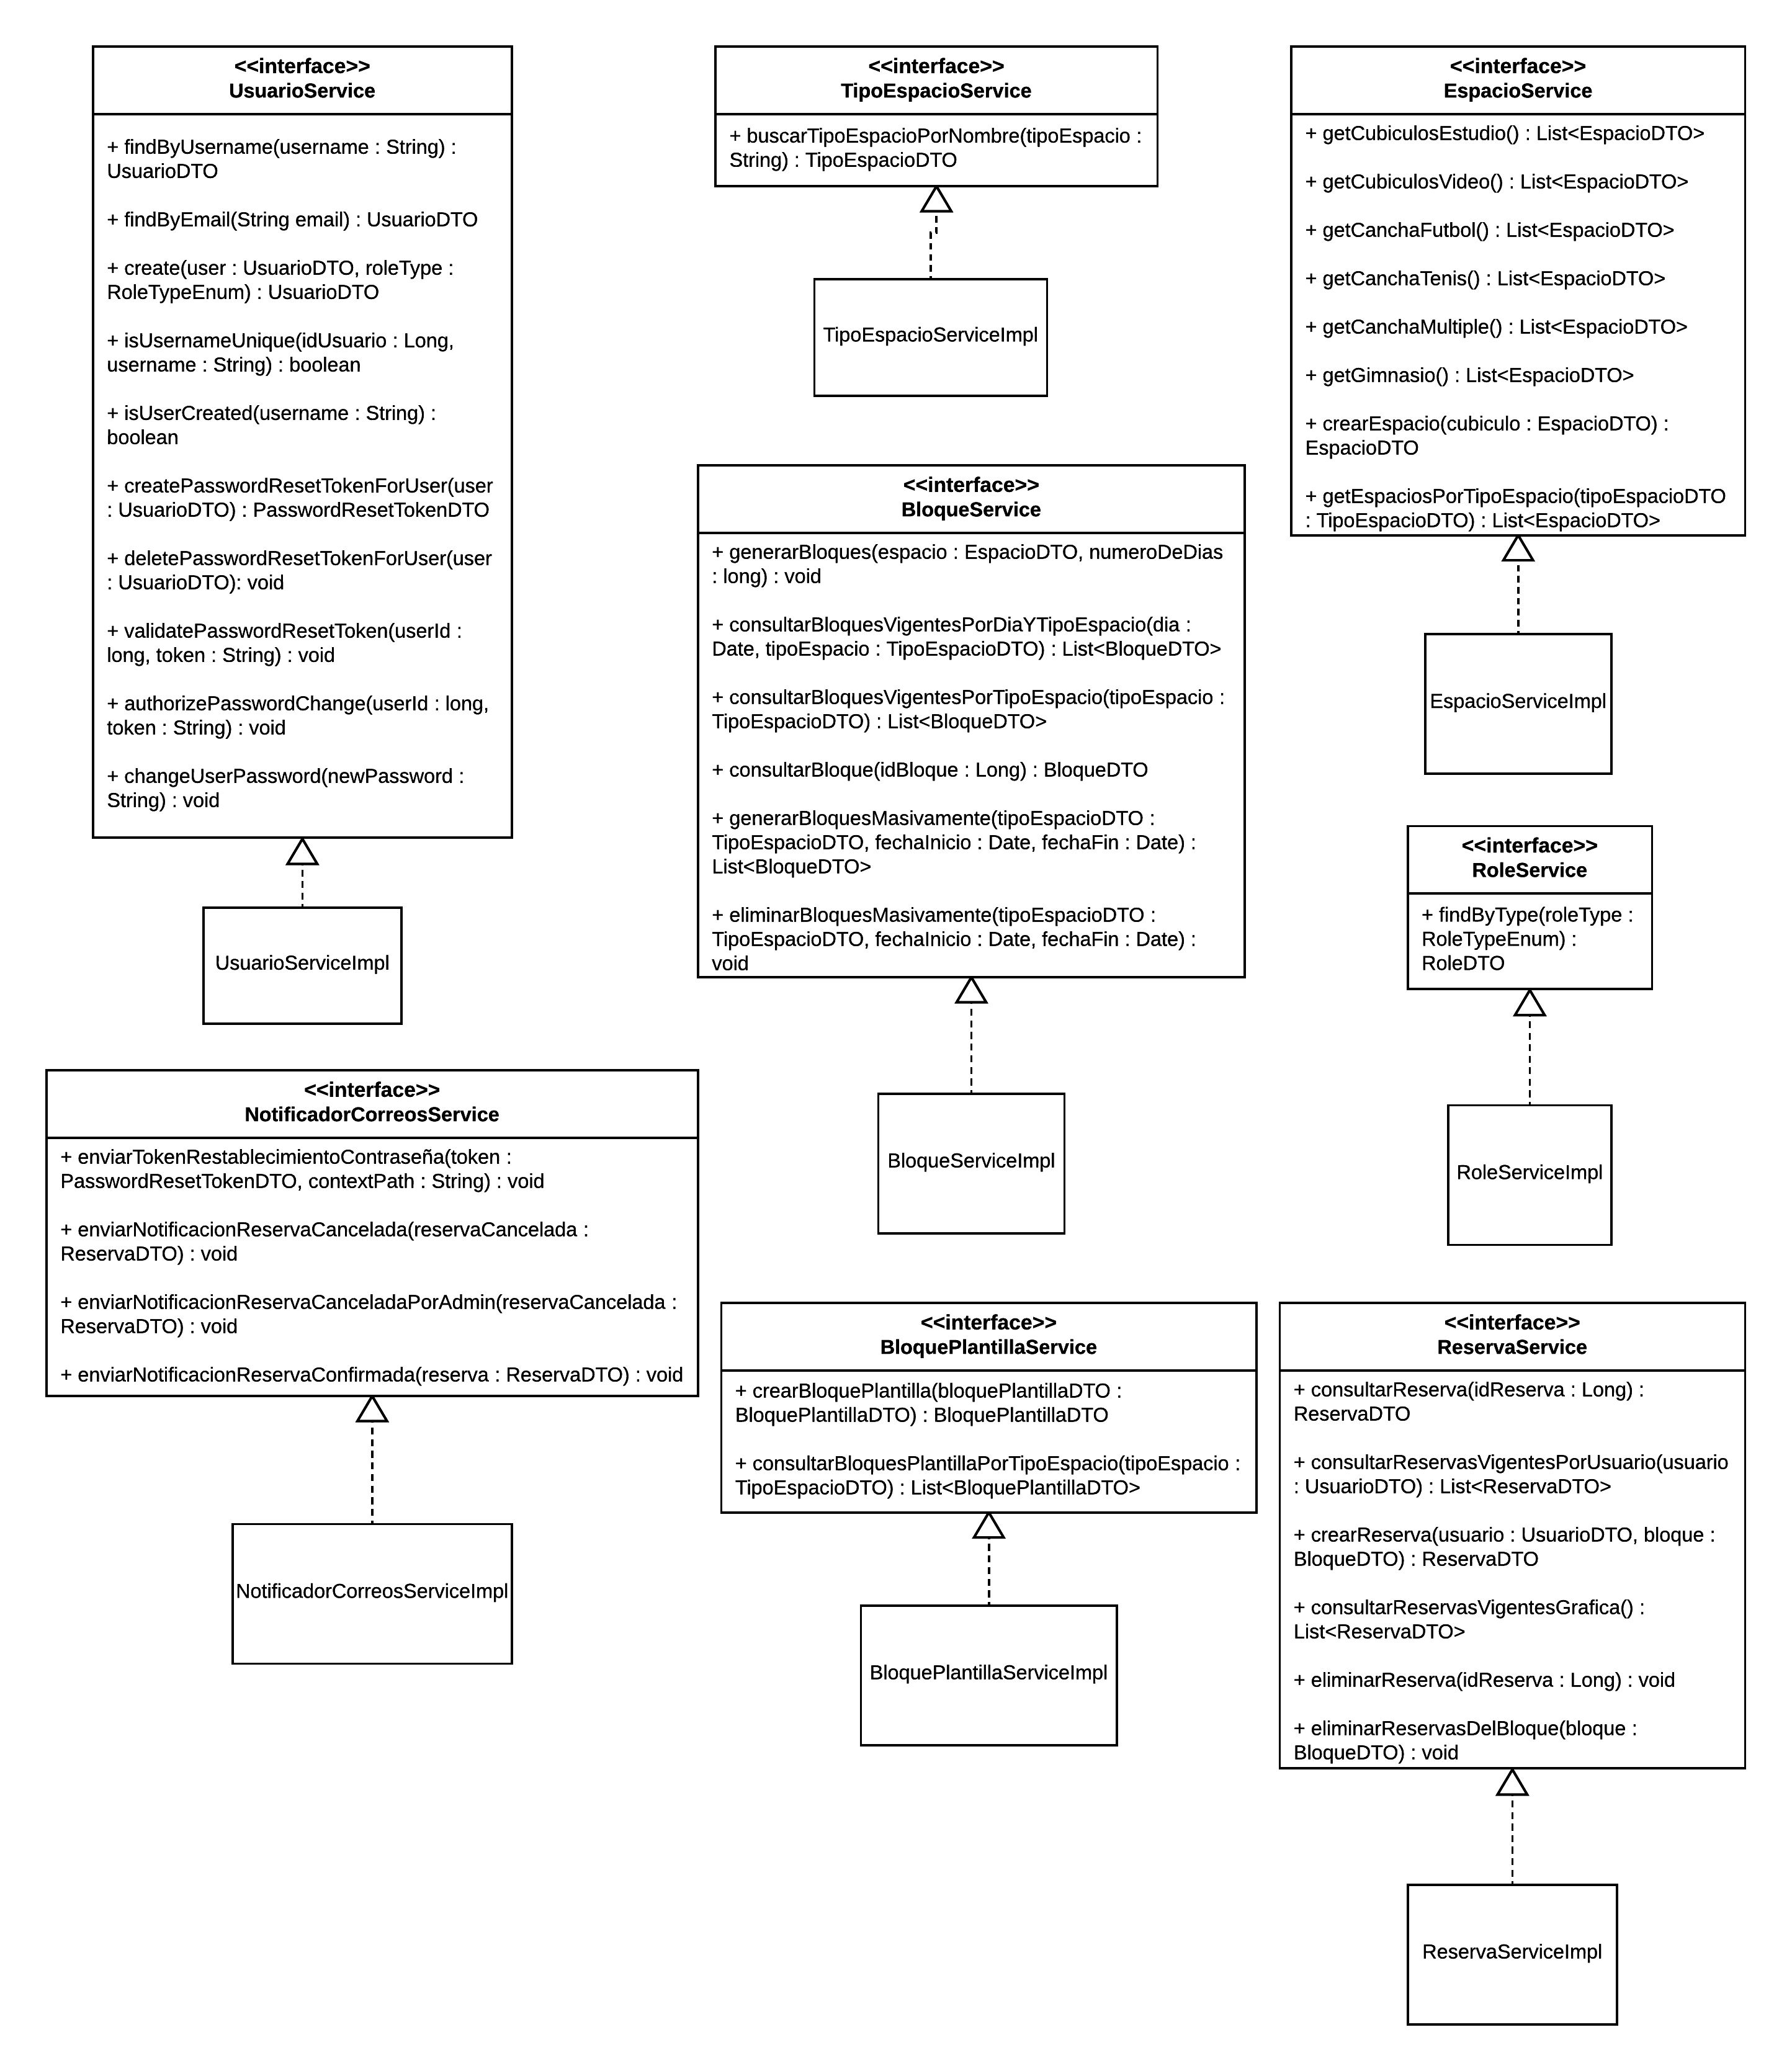 <<interface>>
UsuarioService
+ findByUsername(username : String) :
UsuarioDTO
+ findByEmail(String email) : UsuarioDTO
+ create(user : UsuarioDTO, roleType :
RoleTypeEnum) : UsuarioDTO
+ isUsernameUnique(idUsuario : Long,
username : String) : boolean
+ isUserCreated(username : String) :
boolean
+ createPasswordResetTokenForUser(user
: UsuarioDTO) : PasswordResetTokenDTO
+ deletePasswordResetTokenForUser(user
: UsuarioDTO): void
+ validatePasswordResetToken(userId :
long, token : String) : void
+ authorizePasswordChange(userId : long,
token : String) : void
+ changeUserPassword(newPassword :
String) : void
UsuarioServiceImpl
<<interface>>
TipoEspacioService
+ buscarTipoEspacioPorNombre(tipoEspacio :
String) : TipoEspacioDTO
TipoEspacioServiceImpl
<<interface>>
EspacioService
+ getCubiculosEstudio() : List<EspacioDTO>
+ getCubiculosVideo() : List<EspacioDTO>
+ getCanchaFutbol() : List<EspacioDTO>
+ getCanchaTenis() : List<EspacioDTO>
+ getCanchaMultiple() : List<EspacioDTO>
+ getGimnasio() : List<EspacioDTO>
+ crearEspacio(cubiculo : EspacioDTO) :
EspacioDTO
+ getEspaciosPorTipoEspacio(tipoEspacioDTO
: TipoEspacioDTO) : List<EspacioDTO>
EspacioServiceImpl
<<interface>>
BloqueService
+ generarBloques(espacio : EspacioDTO, numeroDeDias
: long) : void
+ consultarBloquesVigentesPorDiaYTipoEspacio(dia :
Date, tipoEspacio : TipoEspacioDTO) : List<BloqueDTO>
+ consultarBloquesVigentesPorTipoEspacio(tipoEspacio :
TipoEspacioDTO) : List<BloqueDTO>
+ consultarBloque(idBloque : Long) : BloqueDTO
+ generarBloquesMasivamente(tipoEspacioDTO :
TipoEspacioDTO, fechaInicio : Date, fechaFin : Date) :
List<BloqueDTO>
+ eliminarBloquesMasivamente(tipoEspacioDTO :
TipoEspacioDTO, fechaInicio : Date, fechaFin : Date) :
void
BloqueServiceImpl
<<interface>>
RoleService
+ findByType(roleType :
RoleTypeEnum) :
RoleDTO
RoleServiceImpl
<<interface>>
NotificadorCorreosService
+ enviarTokenRestablecimientoContraseña(token :
PasswordResetTokenDTO, contextPath : String) : void
+ enviarNotificacionReservaCancelada(reservaCancelada :
ReservaDTO) : void
+ enviarNotificacionReservaCanceladaPorAdmin(reservaCancelada :
ReservaDTO) : void
+ enviarNotificacionReservaConfirmada(reserva : ReservaDTO) : void
NotificadorCorreosServiceImpl
<<interface>>
BloquePlantillaService
+ crearBloquePlantilla(bloquePlantillaDTO :
BloquePlantillaDTO) : BloquePlantillaDTO
+ consultarBloquesPlantillaPorTipoEspacio(tipoEspacio :
TipoEspacioDTO) : List<BloquePlantillaDTO>
BloquePlantillaServiceImpl
<<interface>>
ReservaService
+ consultarReserva(idReserva : Long) :
ReservaDTO
+ consultarReservasVigentesPorUsuario(usuario
: UsuarioDTO) : List<ReservaDTO>
+ crearReserva(usuario : UsuarioDTO, bloque :
BloqueDTO) : ReservaDTO
+ consultarReservasVigentesGrafica() :
List<ReservaDTO>
+ eliminarReserva(idReserva : Long) : void
+ eliminarReservasDelBloque(bloque :
BloqueDTO) : void
ReservaServiceImpl